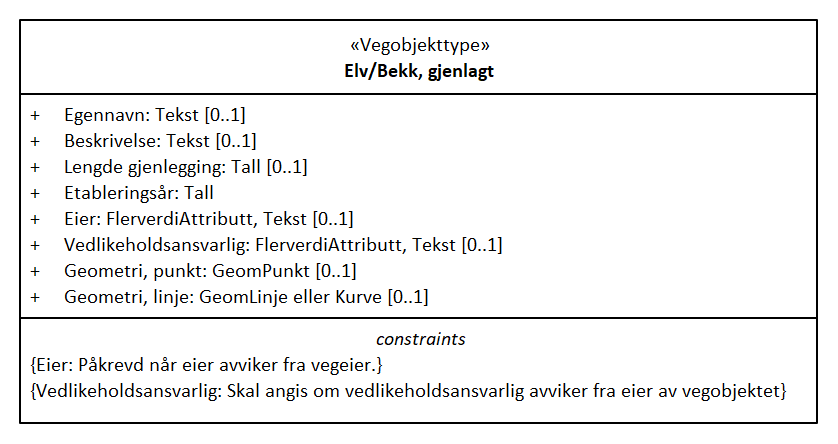 «Vegobjekttype»
Elv/Bekk, gjenlagt
+ Egennavn: Tekst [0..1]
+ Beskrivelse: Tekst [0..1]
+ Lengde gjenlegging: Tall [0..1]
+ Etableringsår: Tall
+ Eier: FlerverdiAttributt, Tekst [0..1]
+ Vedlikeholdsansvarlig: FlerverdiAttributt, Tekst [0..1]
+ Geometri, punkt: GeomPunkt [0..1]
+ Geometri, linje: GeomLinje eller Kurve [0..1]
constraints
{Eier: Påkrevd når eier avviker fra vegeier.}
{Vedlikeholdsansvarlig: Skal angis om vedlikeholdsansvarlig avviker fra eier av vegobjektet}